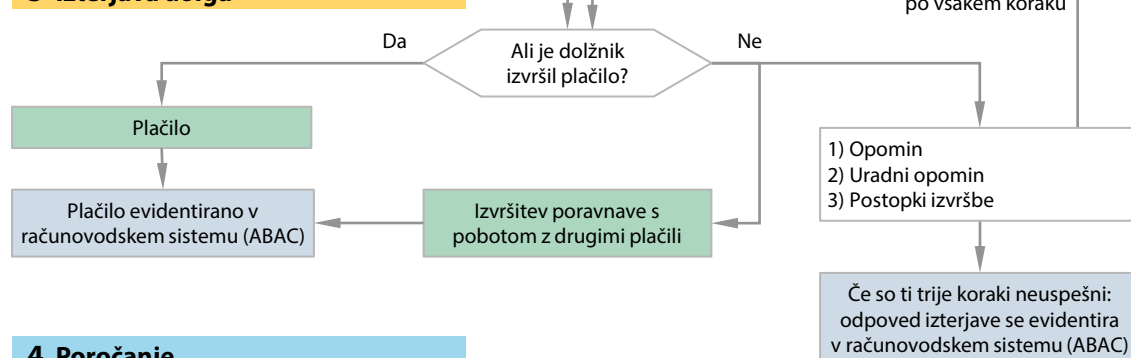 3 Izterjava dolga
po vsakem koraku
Da
Ali je dolžnik
izvršil plačilo?
Ne
Plačilo
1) Opomin
2) Uradni opomin
3) Postopki izvršbe
Plačilo evidentirano v
računovodskem sistemu (ABAC)
Izvršitev poravnave s
pobotom z drugimi plačili
Če so ti trije koraki neuspešni:
odpoved izterjave se evidentira
v računovodskem sistemu (ABAC)
4 Poročanje